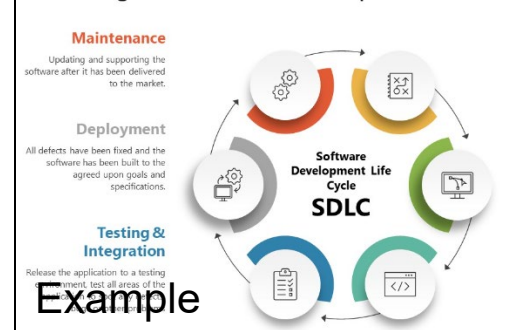 Maintenance
Updating and supporting the
software after it has been delivered
to the market.
Deployment
All defects have been fixed and the
software has been built to the
agreed upon goals and
specifications.
Testing &
Integration
Release the application to a testing
environment, test all areas of the
application to
Example
Software
Development Life
Cycle
SDLC